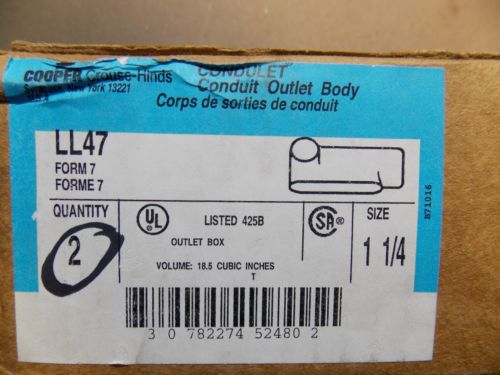 COOPER Crouse-Hinds
New York 13221
CONDULET
Conduit Outlet Body
Corps de sorties de conduit
LL47
FORM 7
FORME 7
B71016
QUANTITY
2
UL
LISTED 425B
OUTLET BOX
VOLUME: 18.5 CUBIC INCHES
T
SA®
SIZE
1 1/4
3 0 782274 52480 2